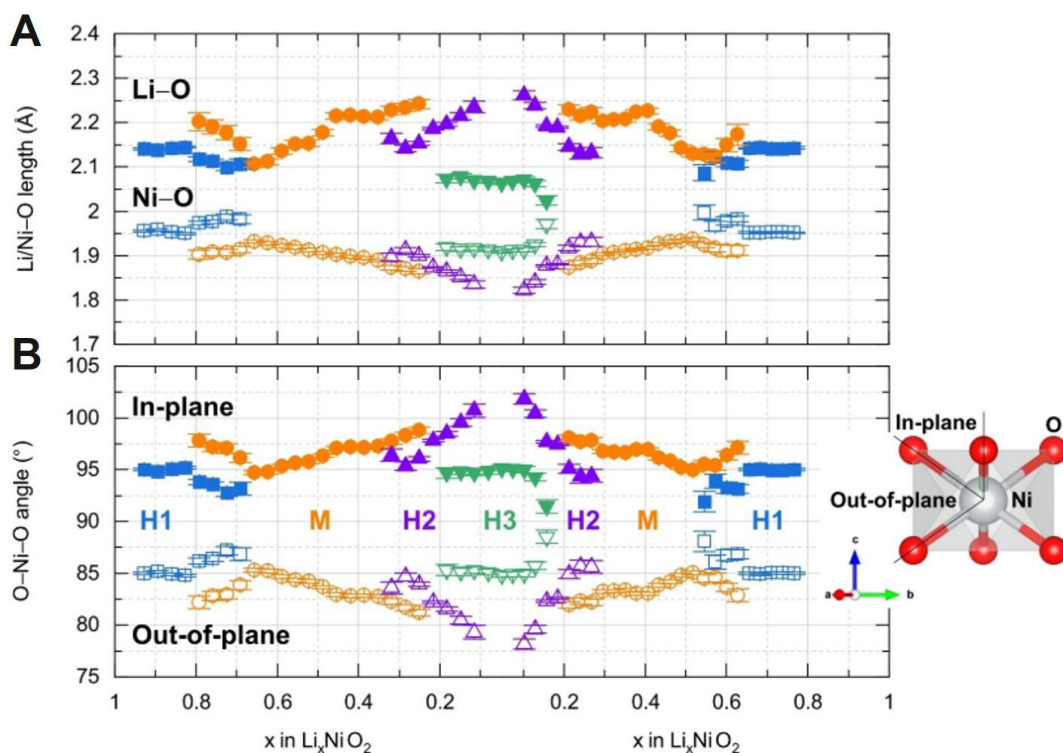 A
2.4
2.3
2.2
2.1
2
1.9
1.8
1.7
Li/Ni–O length (Å)
Li–O
Ni–O
B
105
100
95
90
85
80
75
O–Ni–O angle (°)
In-plane
H1 M H2 H3 H2 M H1
Out-of-plane
1 0.8 0.6 0.4 0.2 0.2 0.4 0.6 0.8 1
x in LixNiO2 x in LixNiO2
In-plane O
Out-of-plane Ni
c
a b